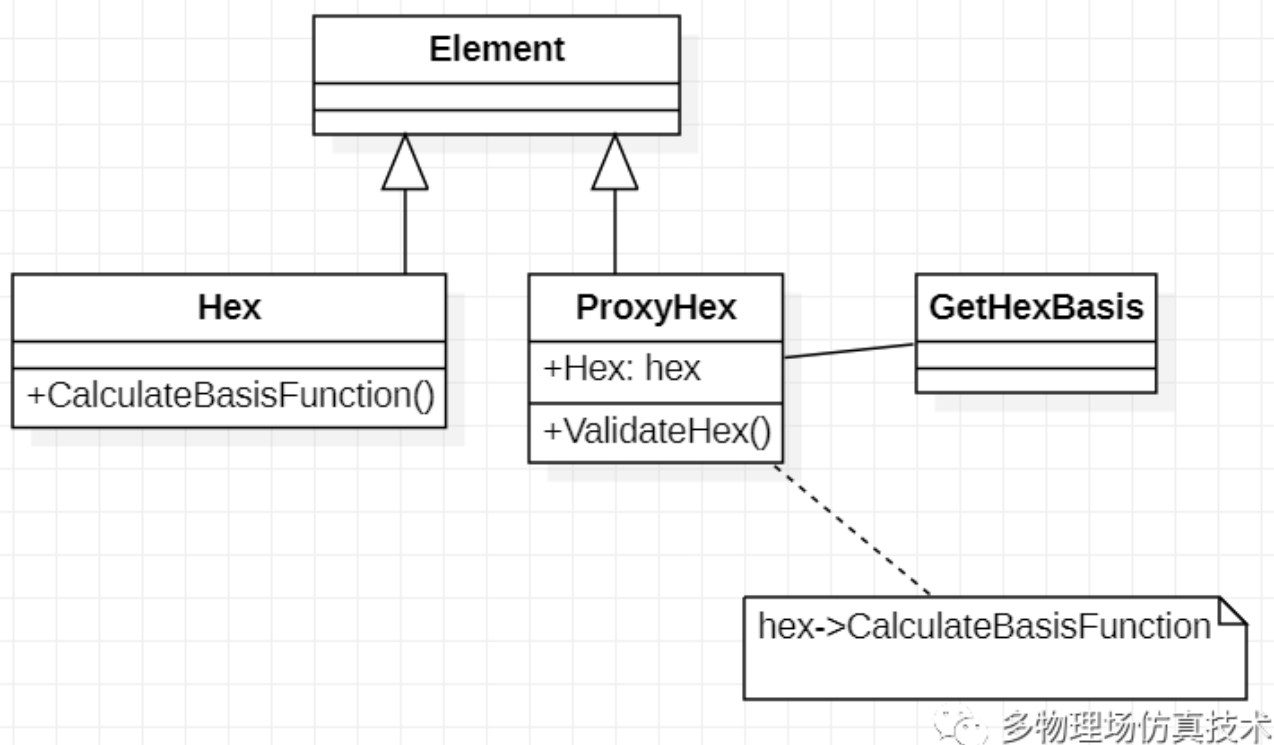 Element
Hex
+CalculateBasisFunction()
ProxyHex
+Hex: hex
+ValidateHex()
GetHexBasis
hex->CalculateBasisFunction
多物理场仿真技术